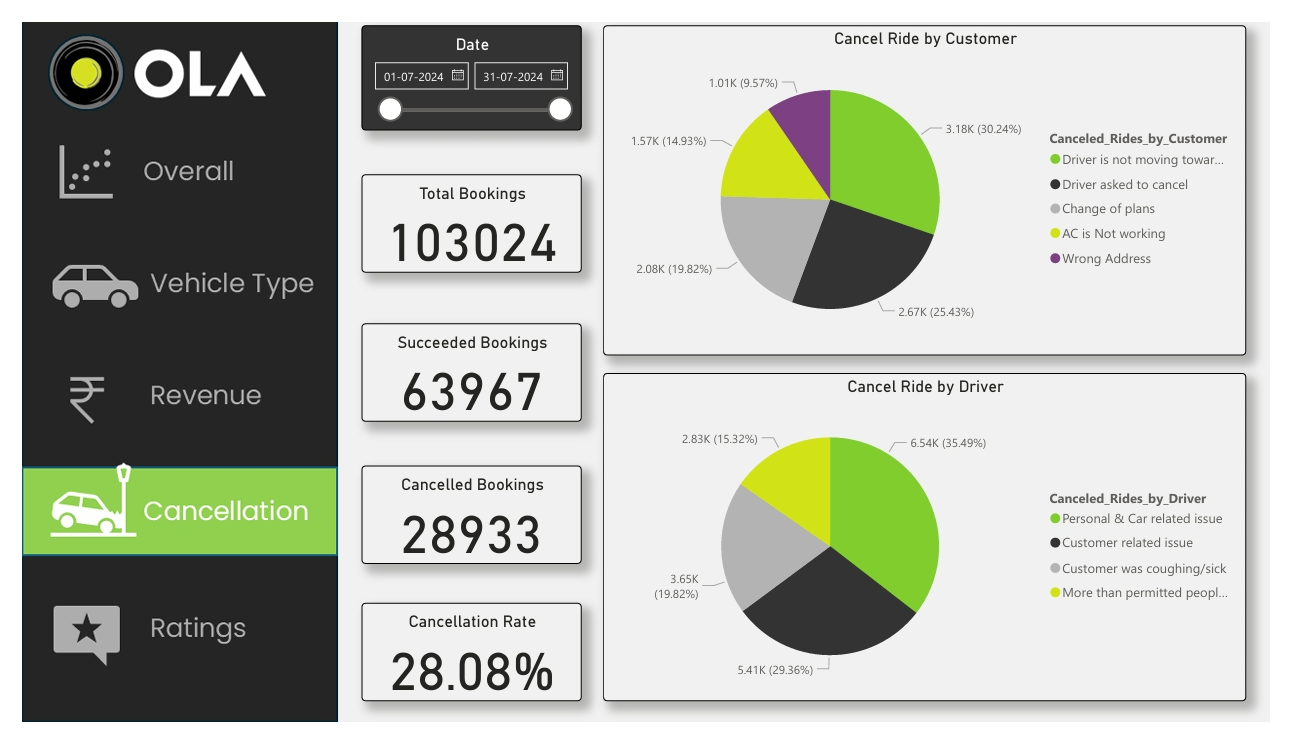 OLA
Overall
Vehicle Type
Revenue
Cancellation
Ratings
Date
01-07-2024
31-07-2024
Total Bookings
103024
Succeeded Bookings
63967
Cancelled Bookings
28933
Cancellation Rate
28.08%
Cancel Ride by Customer
1.01K (9.57%)
3.18K (30.24%)
1.57K (14.93%)
2.08K (19.82%)
2.67K (25.43%)
Canceled_Rides_by_Customer
Driver is not moving towar...
Driver asked to cancel
Change of plans
AC is Not working
Wrong Address
Cancel Ride by Driver
2.83K (15.32%)
6.54K (35.49%)
3.65K
(19.82%)
5.41K (29.36%)
Canceled_Rides_by_Driver
Personal & Car related issue
Customer related issue
Customer was coughing/sick
More than permitted peopl...